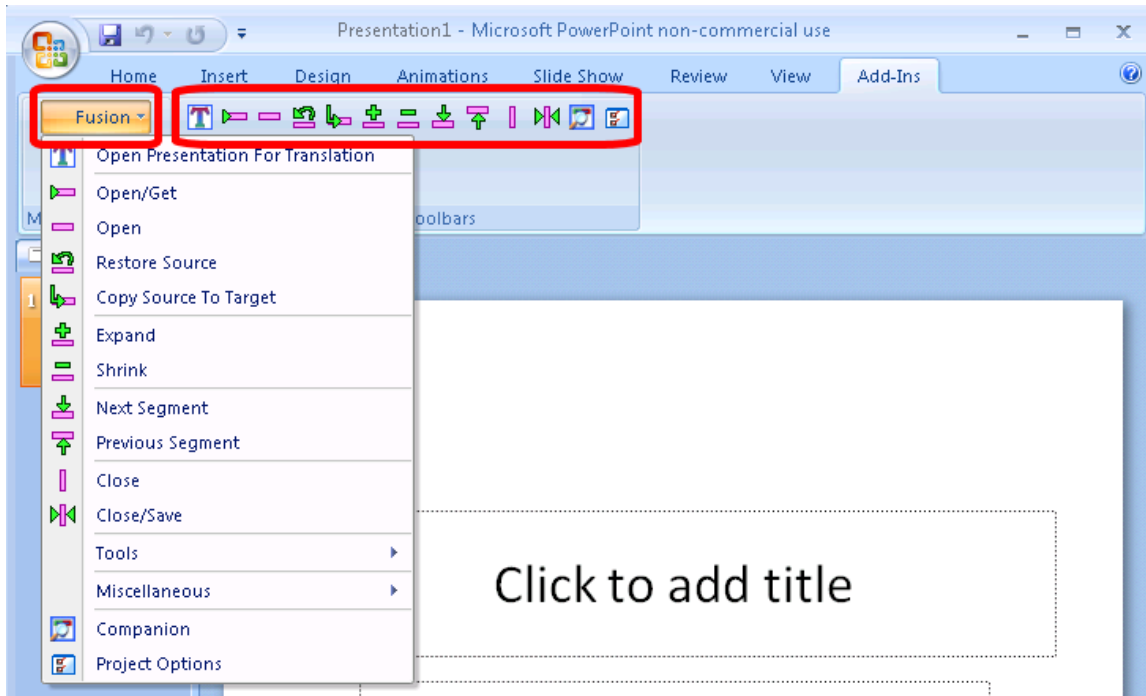 Presentation1 - Microsoft PowerPoint non-commercial use
Home Insert Design Animations Slide Show Review View Add-Ins
Fusion
Open Presentation For Translation
Open/Get
M oolbars
Open
Restore Source
1
Copy Source To Target
Expand
Shrink
Next Segment
Previous Segment
Close
Close/Save
Tools
Miscellaneous
Click to add title
Companion
Project Options